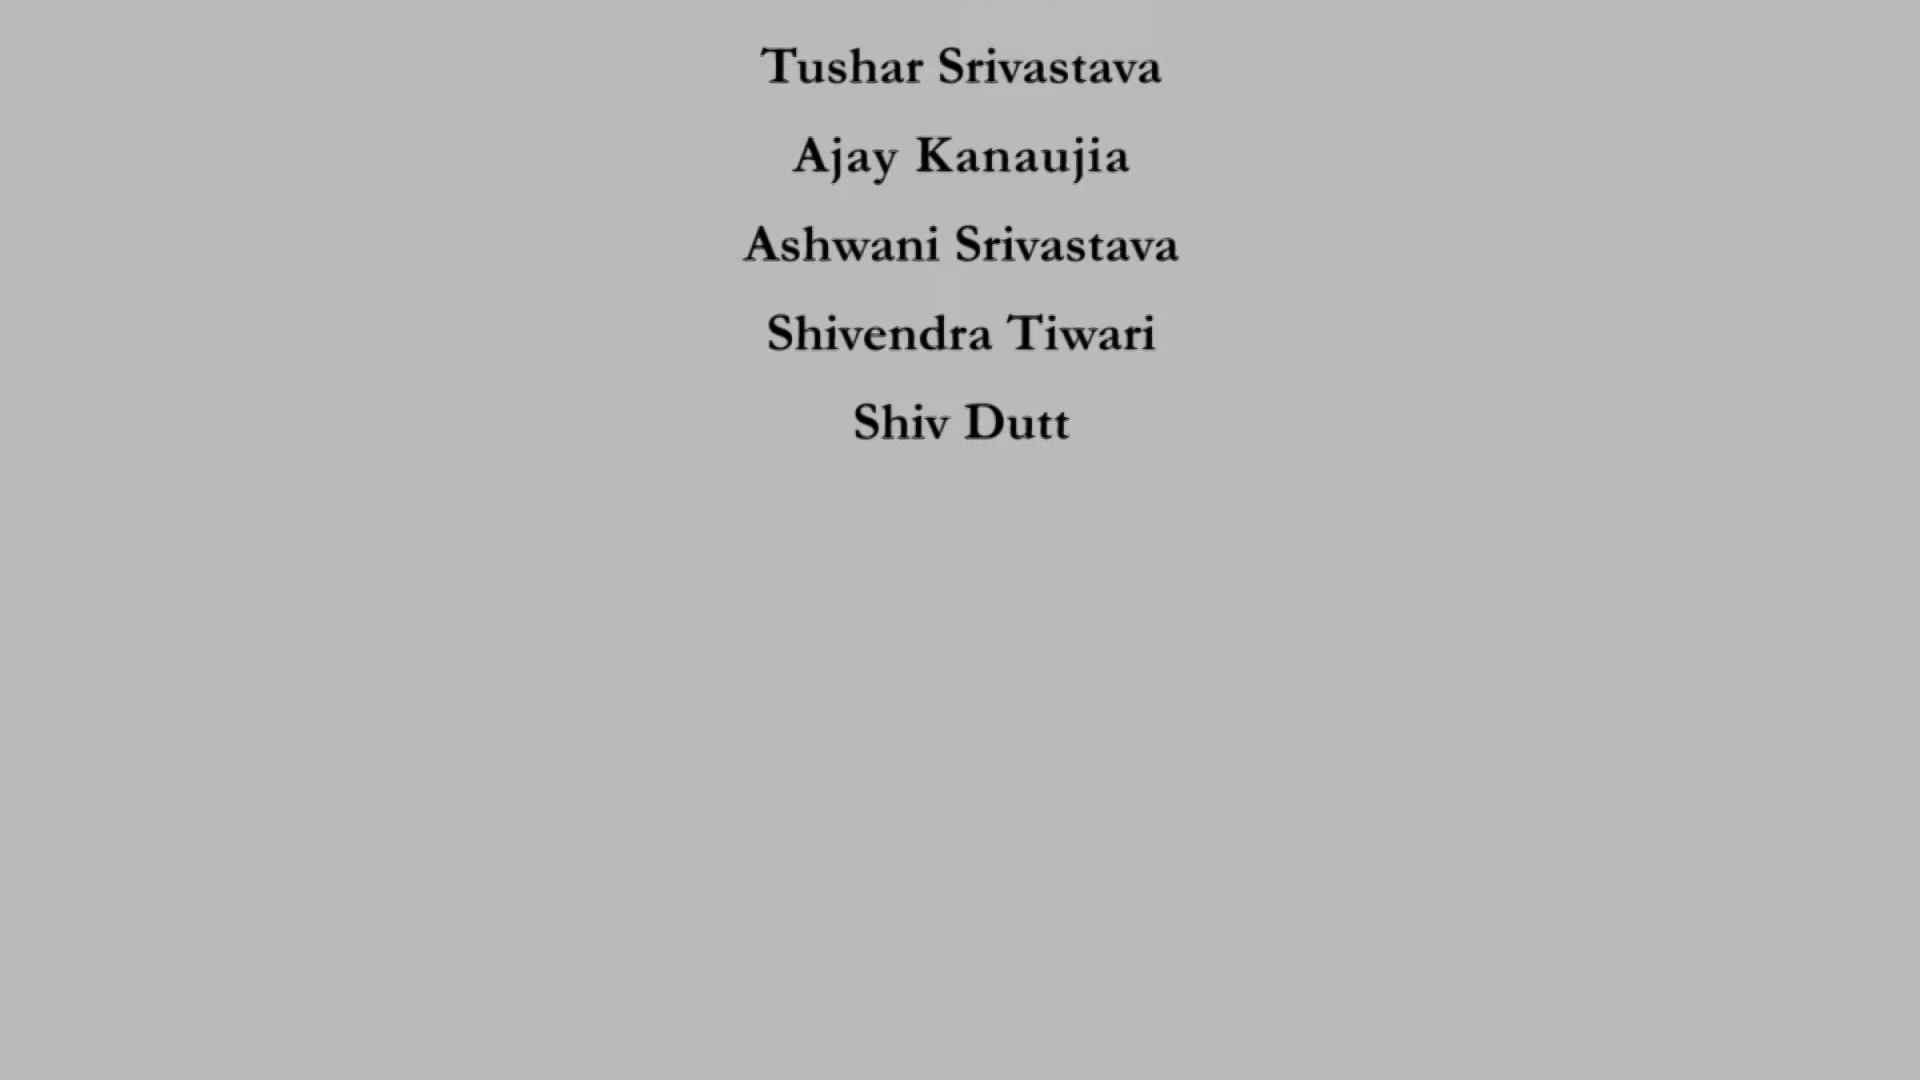 Tushar Srivastava
Ajay Kanaujia
Ashwani Srivastava
Shivendra Tiwari
Shiv Dutt